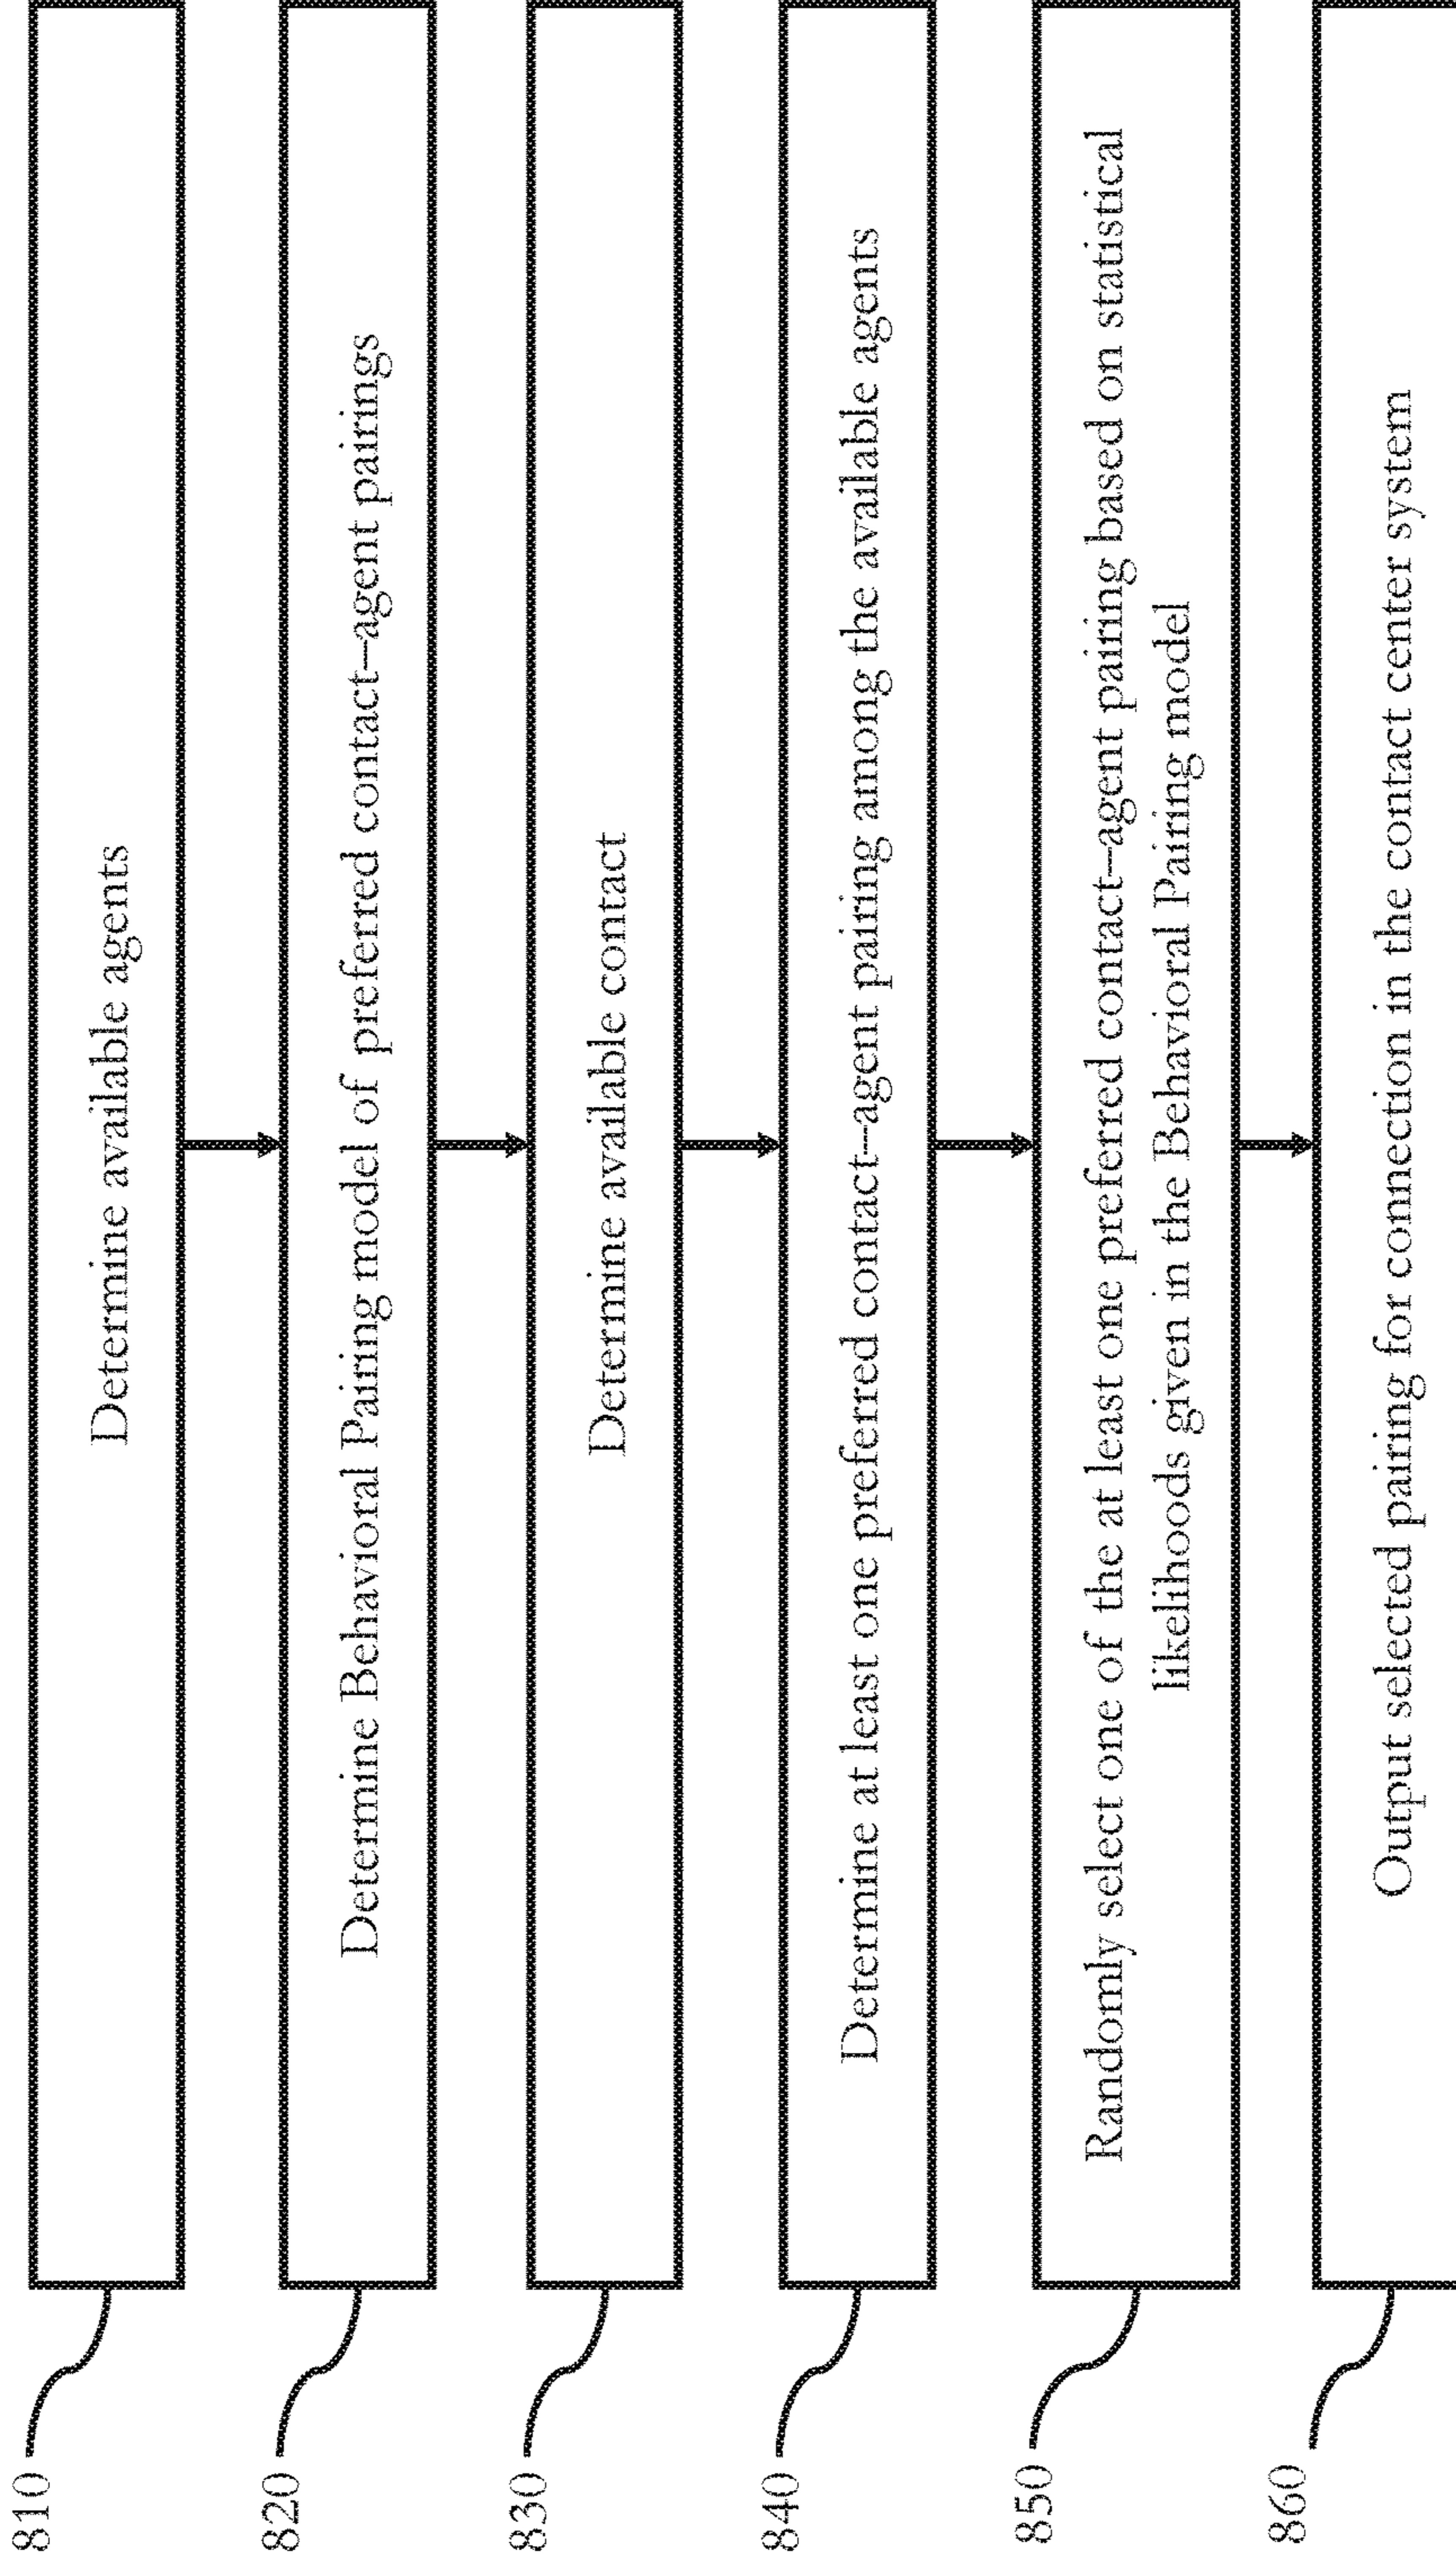 810
Determine available agents
820
Determine Behavioral Pairing model of preferred contact–agent pairings
830
Determine available contact
840
Determine at least one preferred contact–agent pairing among the available agents
850
Randomly select one of the at least one preferred contact–agent pairing based on statistical
likelihoods given in the Behavioral Pairing model
860
Output selected pairing for connection in the contact center system